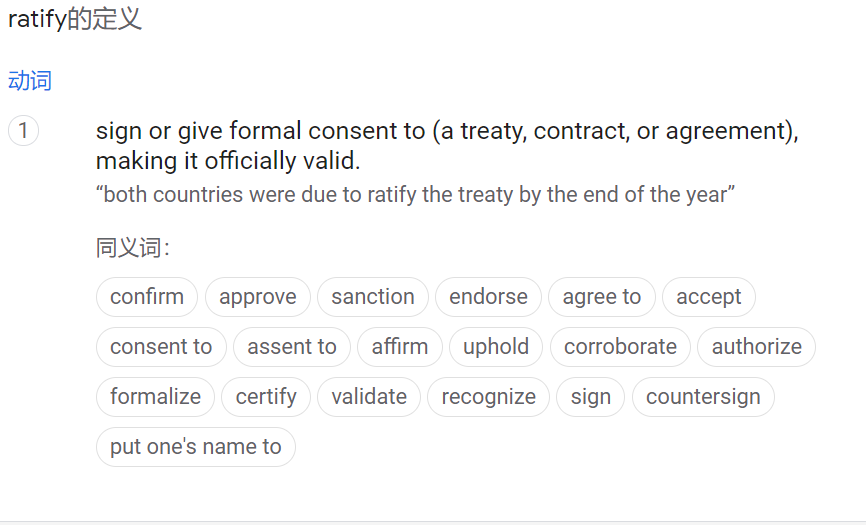 ratify的定义
动词
1 sign or give formal consent to (a treaty, contract, or agreement),
making it officially valid.
“both countries were due to ratify the treaty by the end of the year”
同义词：
confirm approve sanction endorse agree to accept
consent to assent to affirm uphold corroborate authorize
formalize certify validate recognize sign countersign
put one's name to